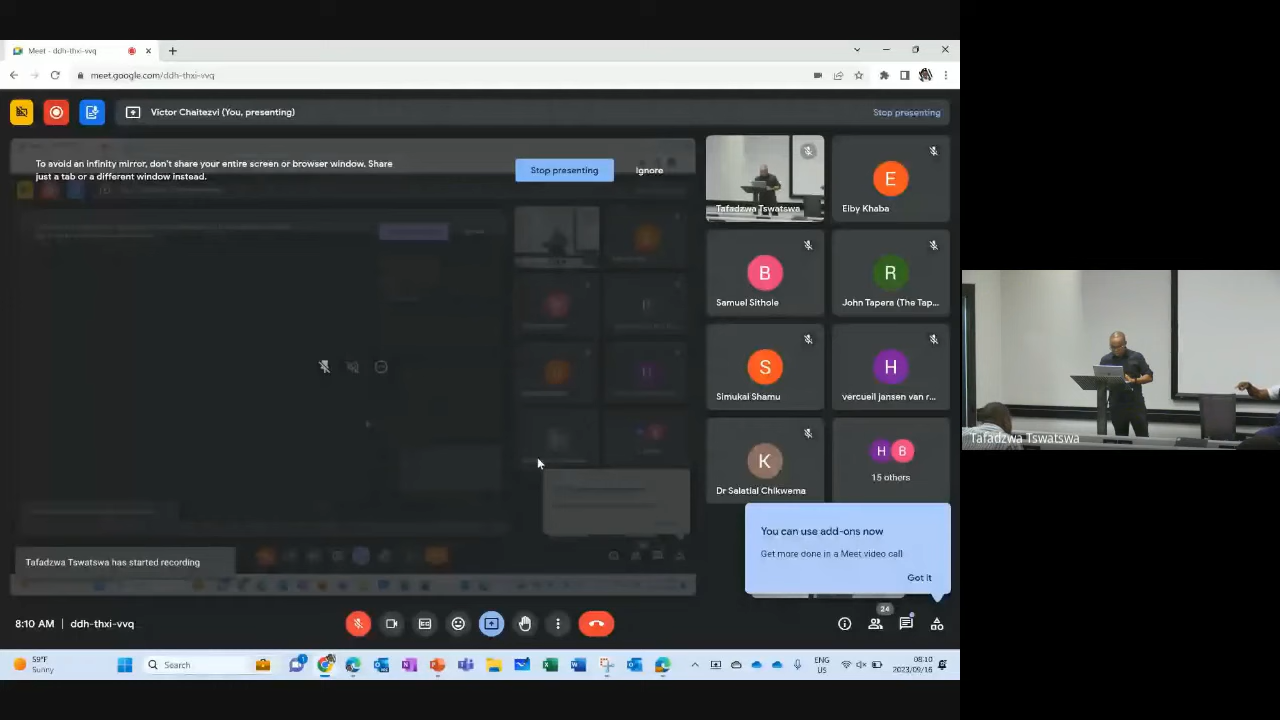 Meet - ddh-thxi-vvq
meet.google.com/ddh-thxi-vvq
Victor Chaitezvi (You, presenting)
Stop presenting
To avoid an infinity mirror, don't share your entire screen or browser window. Share
just a tab or a different window instead.
Stop presenting
Ignore
Tafadzwa Tswatswa
E
Elby Khaba
B
Samuel Sithole
R
John Tapera (The Tap...
S
Simukai Shamu
H
vercueil jansen van r...
K
Dr Salatial Chikwema
H B
15 others
You can use add-ons now
Get more done in a Meet video call
Got it
Tafadzwa Tswatswa has started recording
8:10 AM | ddh-thxi-vvq
24
59°F
Sunny
Search
ENG
US
08:10
2023/09/16
Tafadzwa Tswatswa